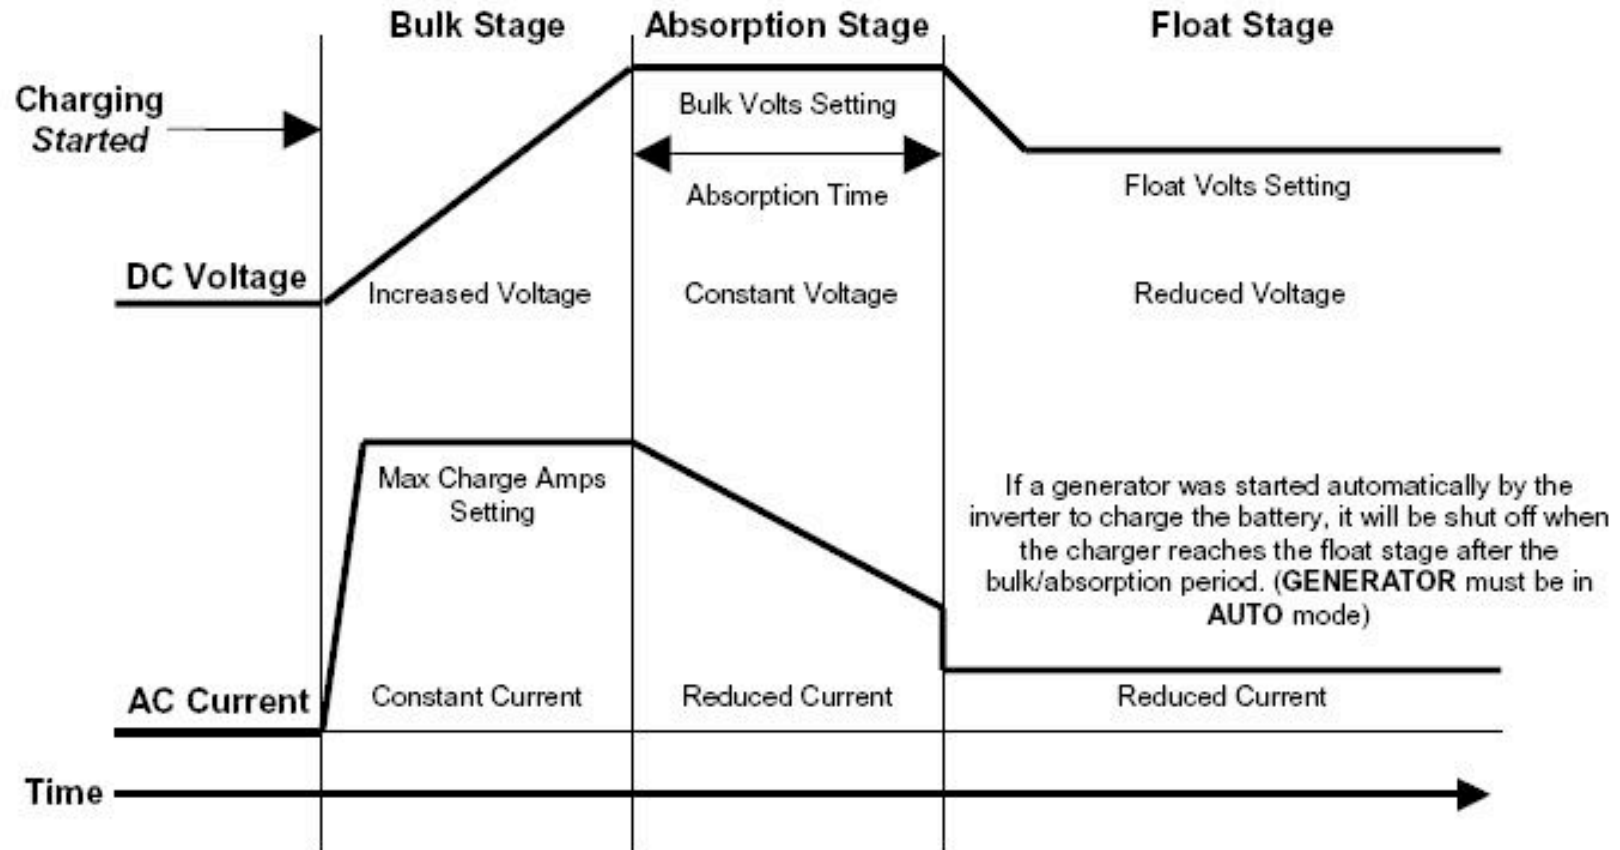 Bulk Stage
Absorption Stage
Float Stage
Charging
Started
Bulk Volts Setting
Absorption Time
Float Volts Setting
DC Voltage
Increased Voltage
Constant Voltage
Reduced Voltage
Max Charge Amps
Setting
If a generator was started automatically by the
inverter to charge the battery, it will be shut off when
the charger reaches the float stage after the
bulk/absorption period. (GENERATOR must be in
AUTO mode)
AC Current
Constant Current
Reduced Current
Reduced Current
Time